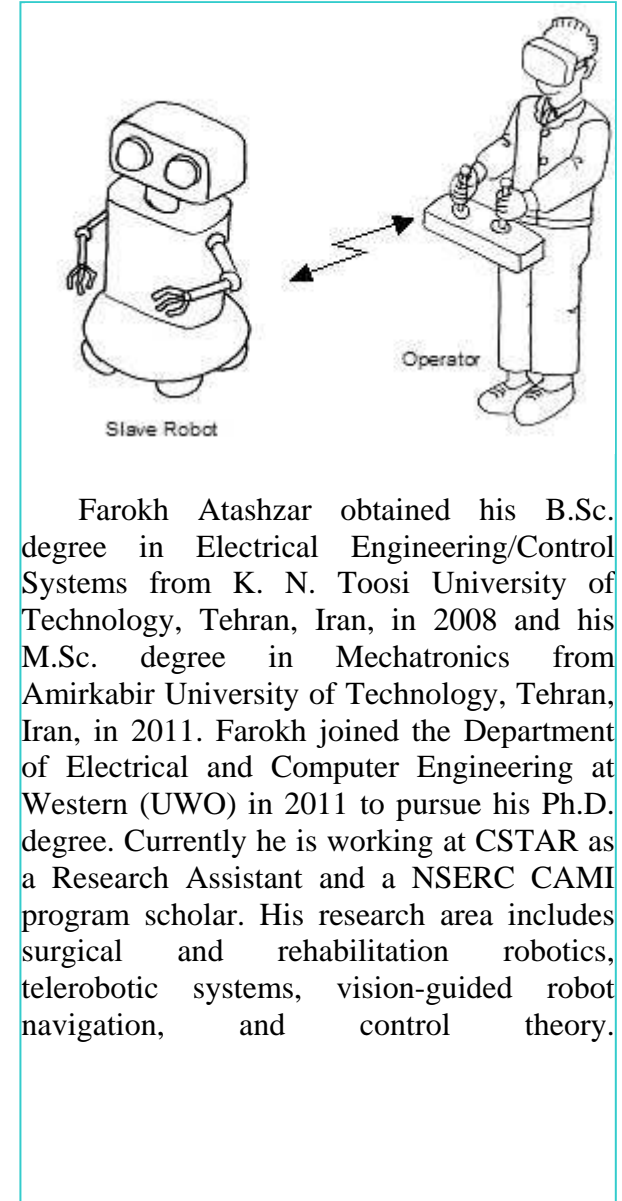 Operator
Slave Robot
Farokh Atashzar obtained his B.Sc.
degree in Electrical Engineering/Control
Systems from K. N. Toosi University of
Technology, Tehran, Iran, in 2008 and his
M.Sc. degree in Mechatronics from
Amirkabir University of Technology, Tehran,
Iran, in 2011. Farokh joined the Department
of Electrical and Computer Engineering at
Western (UWO) in 2011 to pursue his Ph.D.
degree. Currently he is working at CSTAR as
a Research Assistant and a NSERC CAMI
program scholar. His research area includes
surgical and rehabilitation robotics,
telerobotic systems, vision-guided robot
navigation, and control theory.